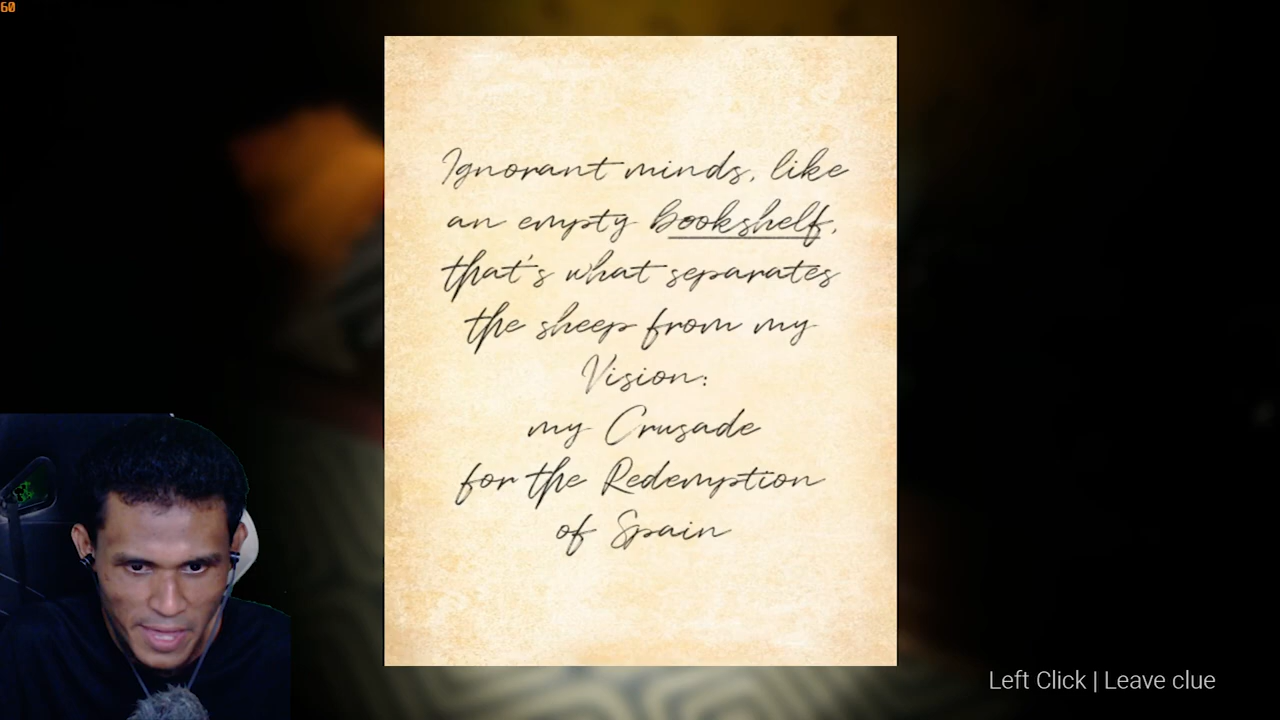 60
Ignorant minds, like
an empty bookshelf,
that's what separates
the sheep from my
Vision:
my Crusade
for the Redemption
of Spain
Left Click | Leave clue